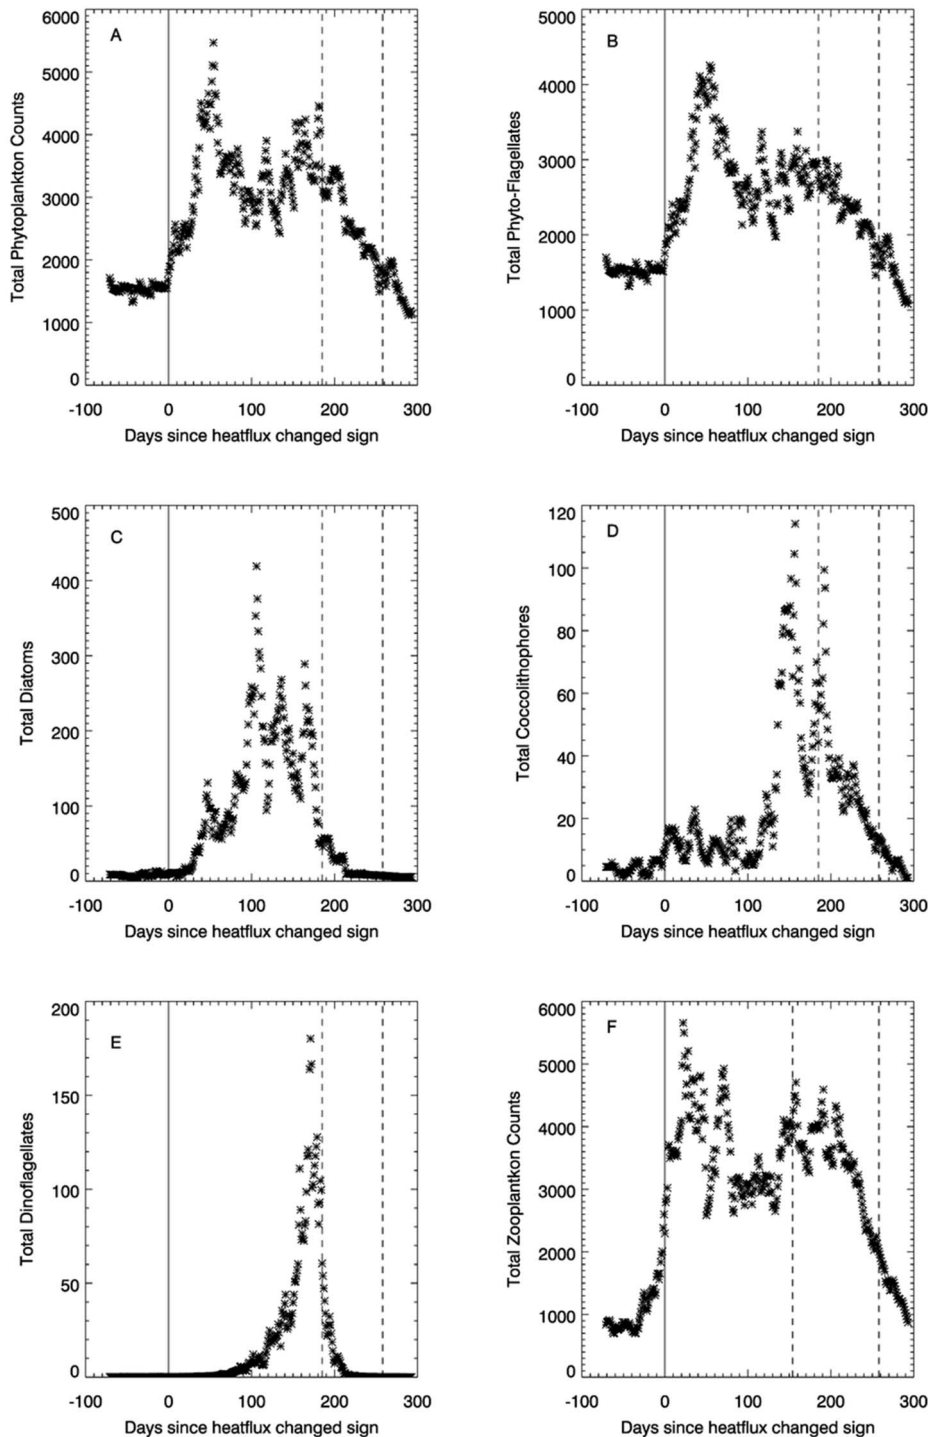 A
Total Phytoplankton Counts
6000
5000
4000
3000
2000
1000
0
-100 0 100 200 300
Days since heatflux changed sign
B
Total Phyto-Flagellates
5000
4000
3000
2000
1000
0
-100 0 100 200 300
Days since heatflux changed sign
C
Total Diatoms
500
400
300
200
100
0
-100 0 100 200 300
Days since heatflux changed sign
D
Total Coccolithophores
120
100
80
60
40
20
0
-100 0 100 200 300
Days since heatflux changed sign
E
Total Dinoflagellates
200
150
100
50
0
-100 0 100 200 300
Days since heatflux changed sign
F
Total Zooplantkon Counts
6000
5000
4000
3000
2000
1000
0
-100 0 100 200 300
Days since heatflux changed sign